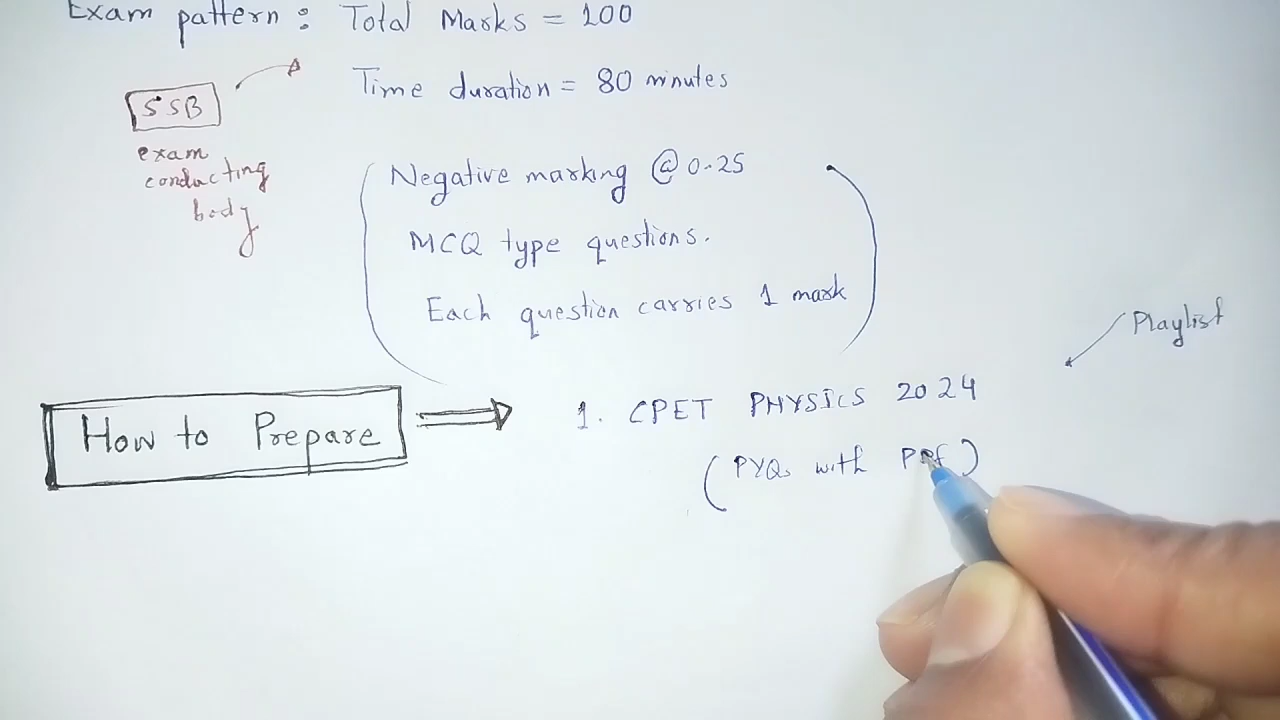 Exam pattern : Total Marks = 100
Time duration = 80 minutes
SSB
exam
conducting
body
Negative marking @ 0.25
MCQ type questions.
Each question carries 1 mark
Playlist
How to Prepare
1. CPET PHYSICS 2024
(PYQs with PDF)